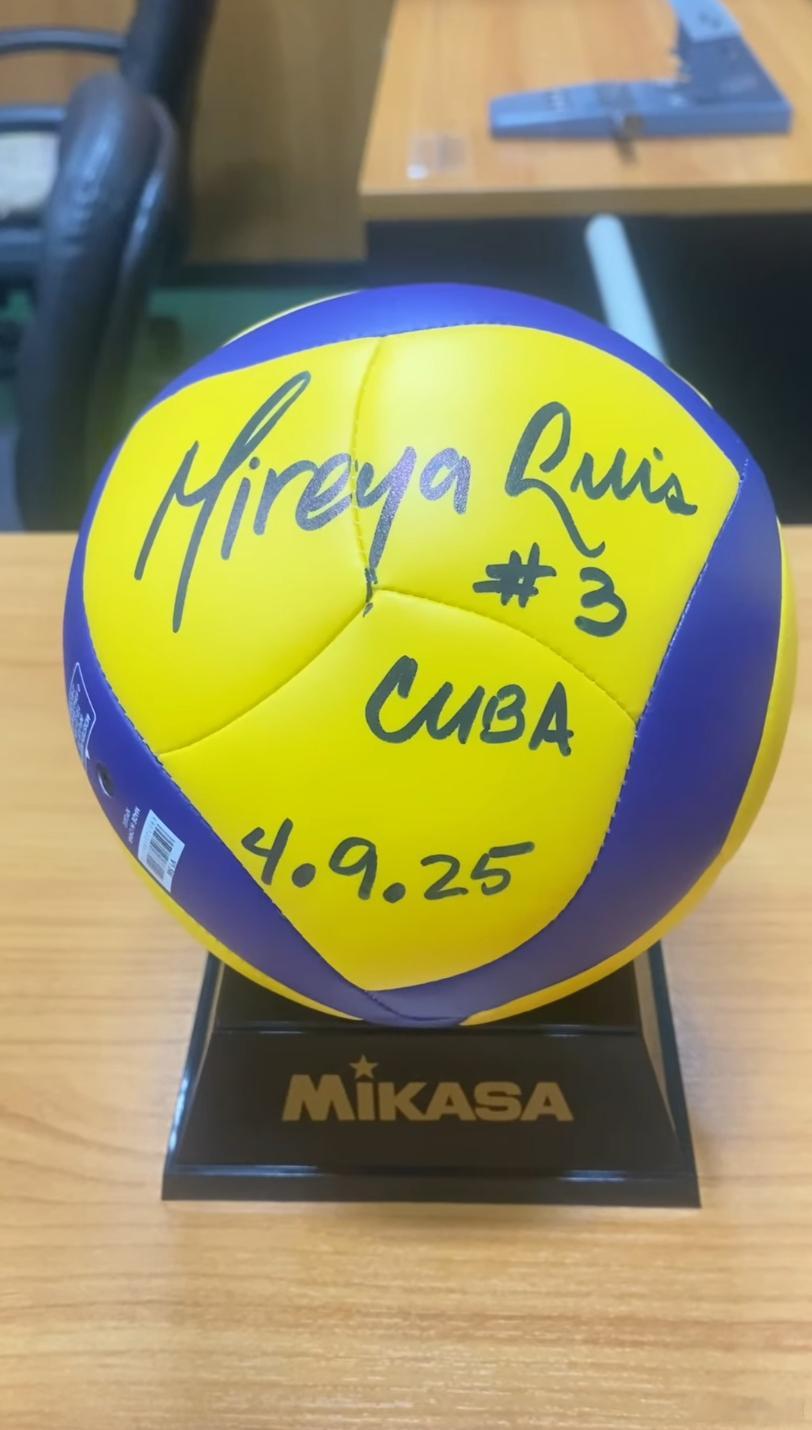 Mireya Luis
#3
CUBA
4.9.25
MIKASA